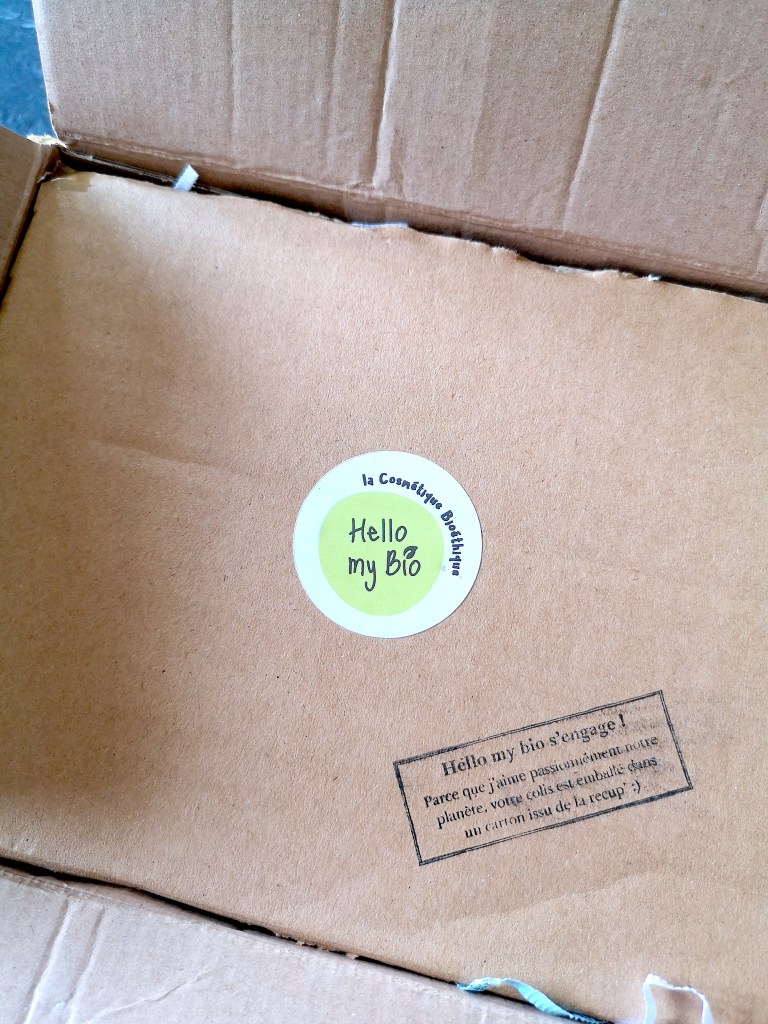 la Cosmétique Bioéthique
Hello
my Bio
Hello my bio s'engage !
Parce que j'aime passionnément notre
planète, votre colis est emballé dans
un carton issu de la recup' :)